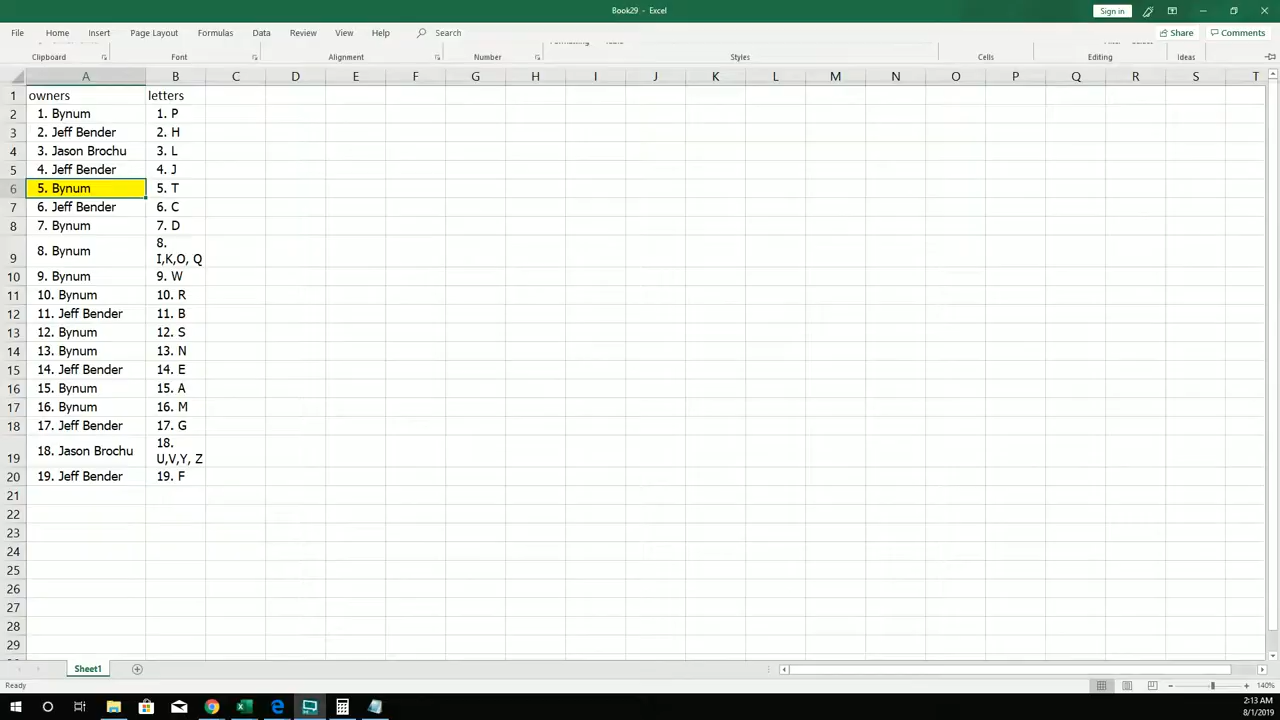 Book29 - Excel
Sign in
File Home Insert Page Layout Formulas Data Review View Help Search Share Comments
Clipboard Font Alignment Number Styles Cells Editing Ideas
A B C D E F G H I J K L M N O P Q R S T
1 owners letters
2 1. Bynum 1. P
3 2. Jeff Bender 2. H
4 3. Jason Brochu 3. L
5 4. Jeff Bender 4. J
6 5. Bynum 5. T
7 6. Jeff Bender 6. C
8 7. Bynum 7. D
8.
9 8. Bynum I,K,O, Q
10 9. Bynum 9. W
11 10. Bynum 10. R
12 11. Jeff Bender 11. B
13 12. Bynum 12. S
14 13. Bynum 13. N
15 14. Jeff Bender 14. E
16 15. Bynum 15. A
17 16. Bynum 16. M
18 17. Jeff Bender 17. G
18.
19 18. Jason Brochu U,V,Y, Z
20 19. Jeff Bender 19. F
21
22
23
24
25
26
27
28
29
Sheet1
Ready 140%
2:13 AM
8/1/2019